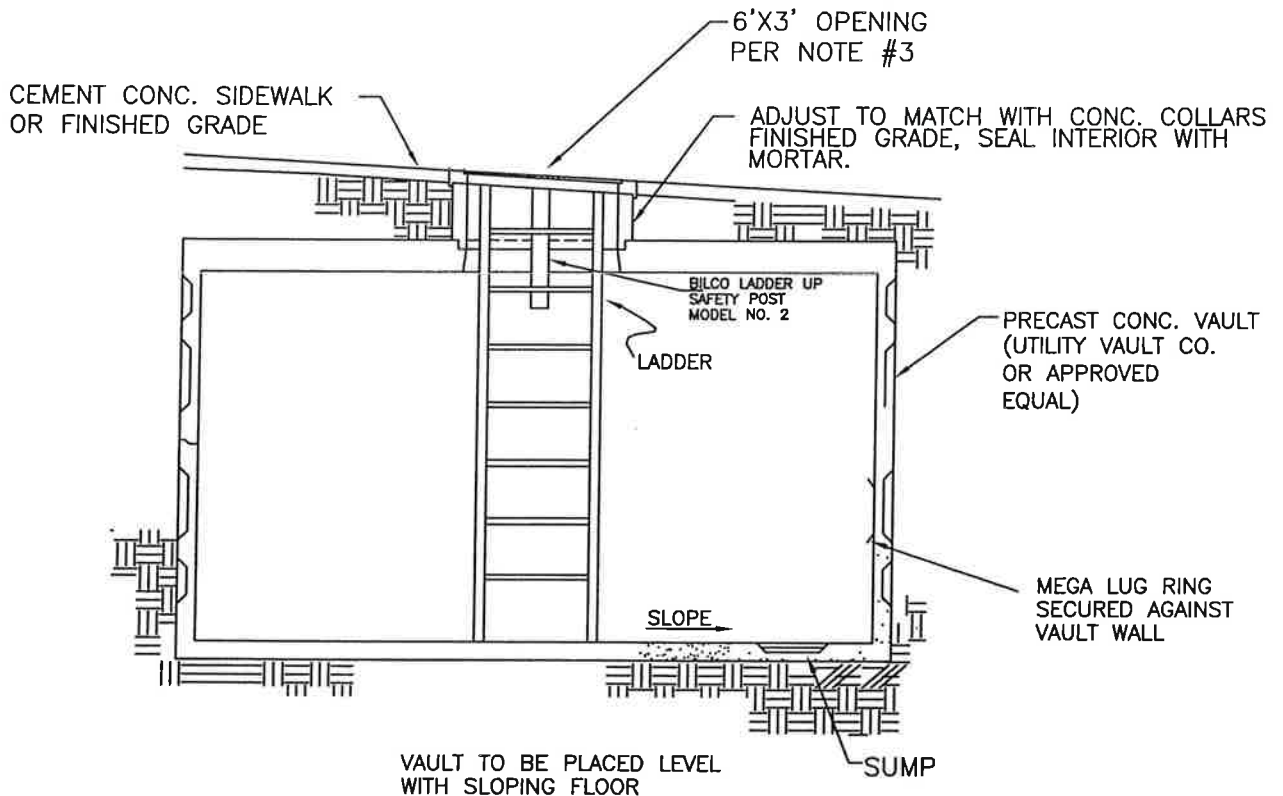 6'X3' OPENING
PER NOTE #3
CEMENT CONC. SIDEWALK
OR FINISHED GRADE
ADJUST TO MATCH WITH CONC. COLLARS
FINISHED GRADE, SEAL INTERIOR WITH
MORTAR.
BILCO LADDER UP
SAFETY POST
MODEL NO. 2
LADDER
PRECAST CONC. VAULT
(UTILITY VAULT CO.
OR APPROVED
EQUAL)
MEGA LUG RING
SECURED AGAINST
VAULT WALL
SLOPE
SUMP
VAULT TO BE PLACED LEVEL
WITH SLOPING FLOOR